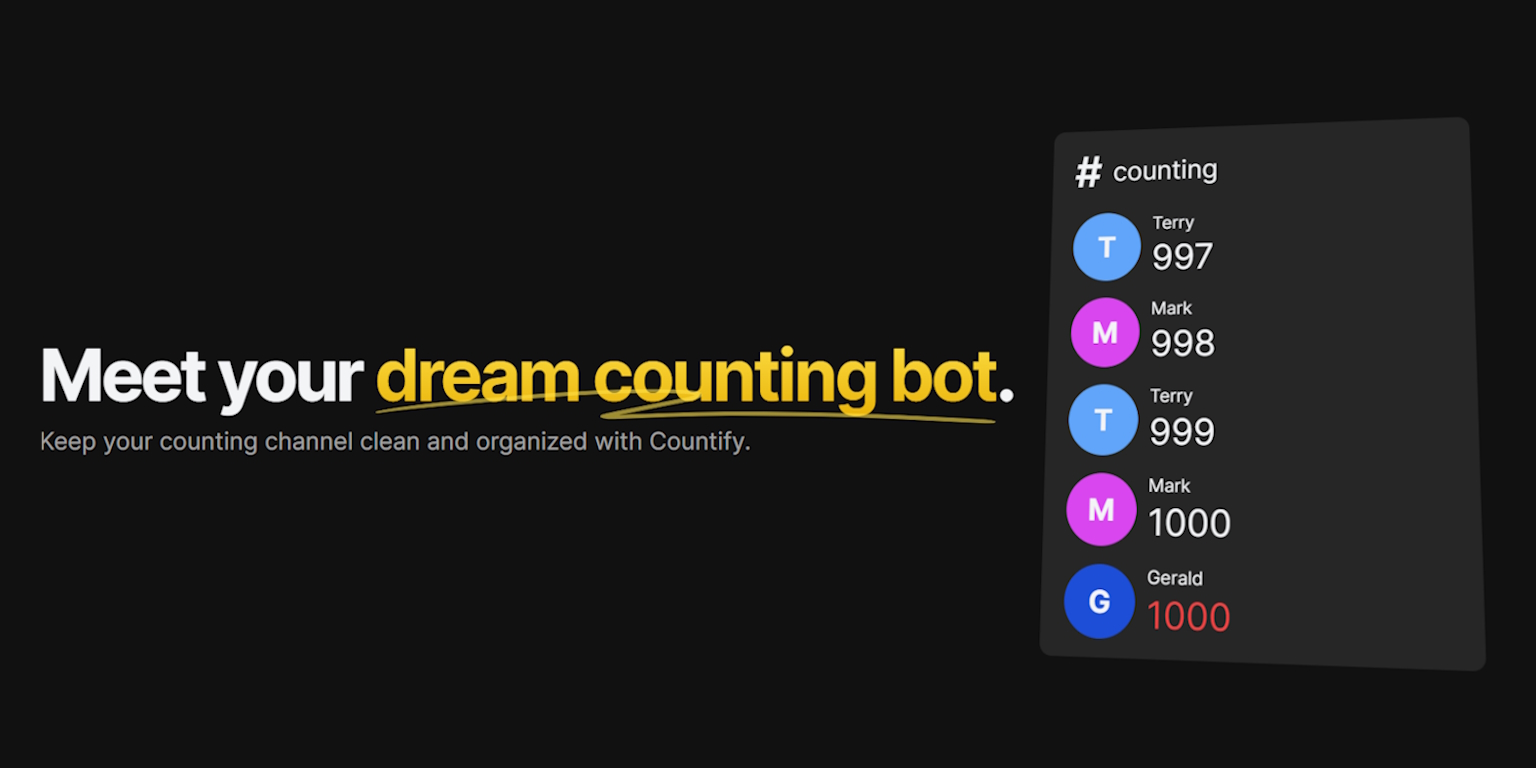 Meet your dream counting bot.
Keep your counting channel clean and organized with Countify.
# counting
T
Terry
997
M
Mark
998
T
Terry
999
M
Mark
1000
G
Gerald
1000